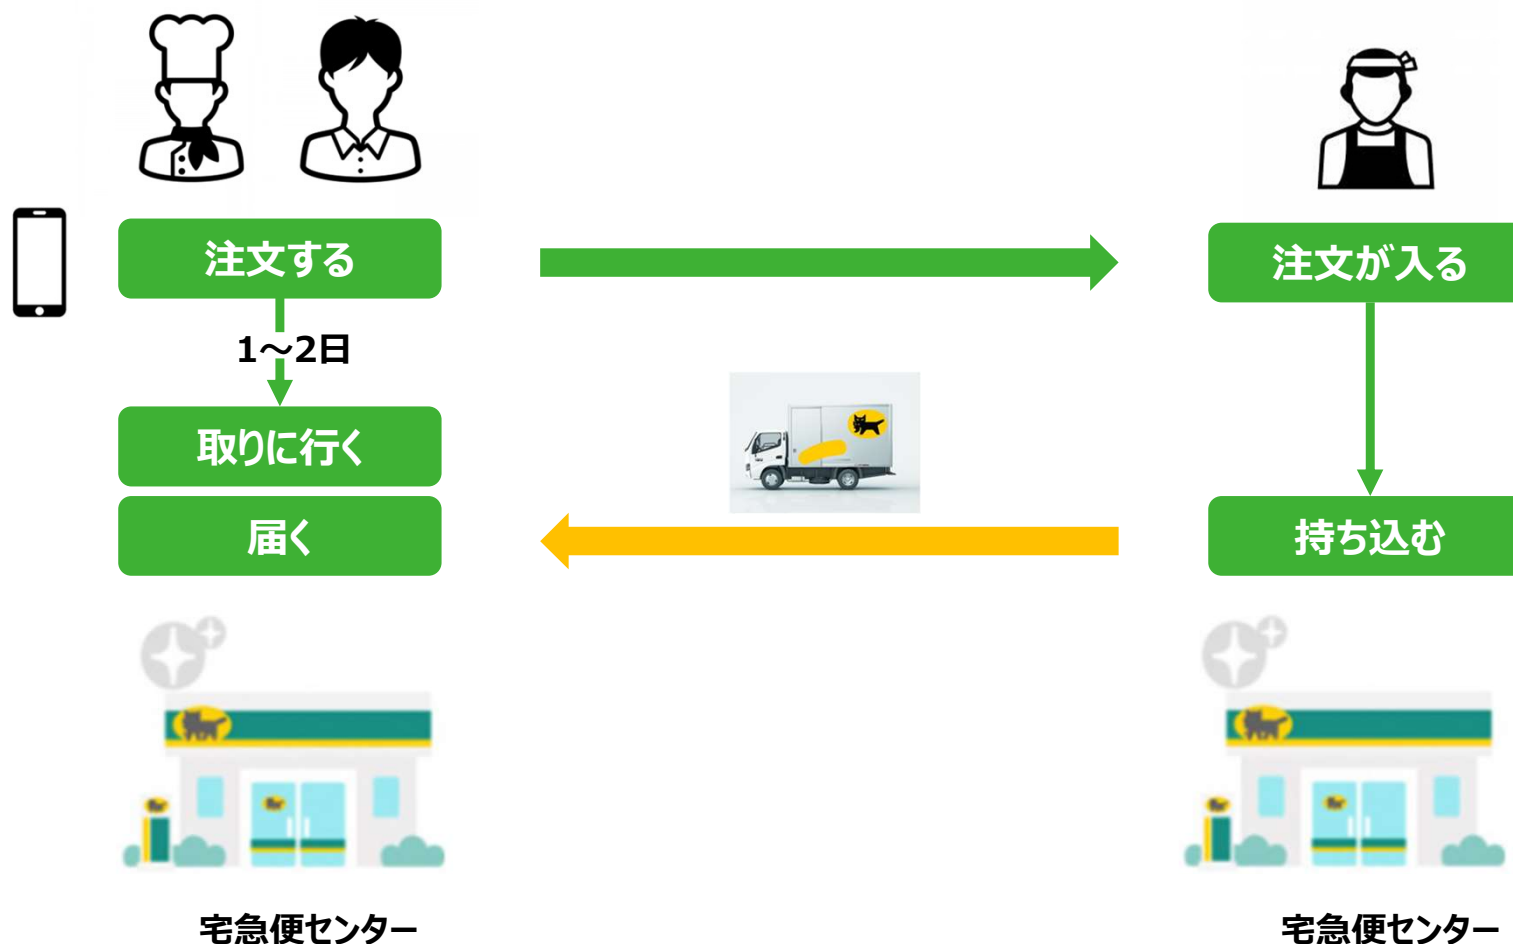 注文する
注文が入る
1～2日
取りに行く
届く
持ち込む
宅急便センター
宅急便センター